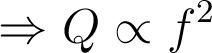 ⇒ Q ∝ f²